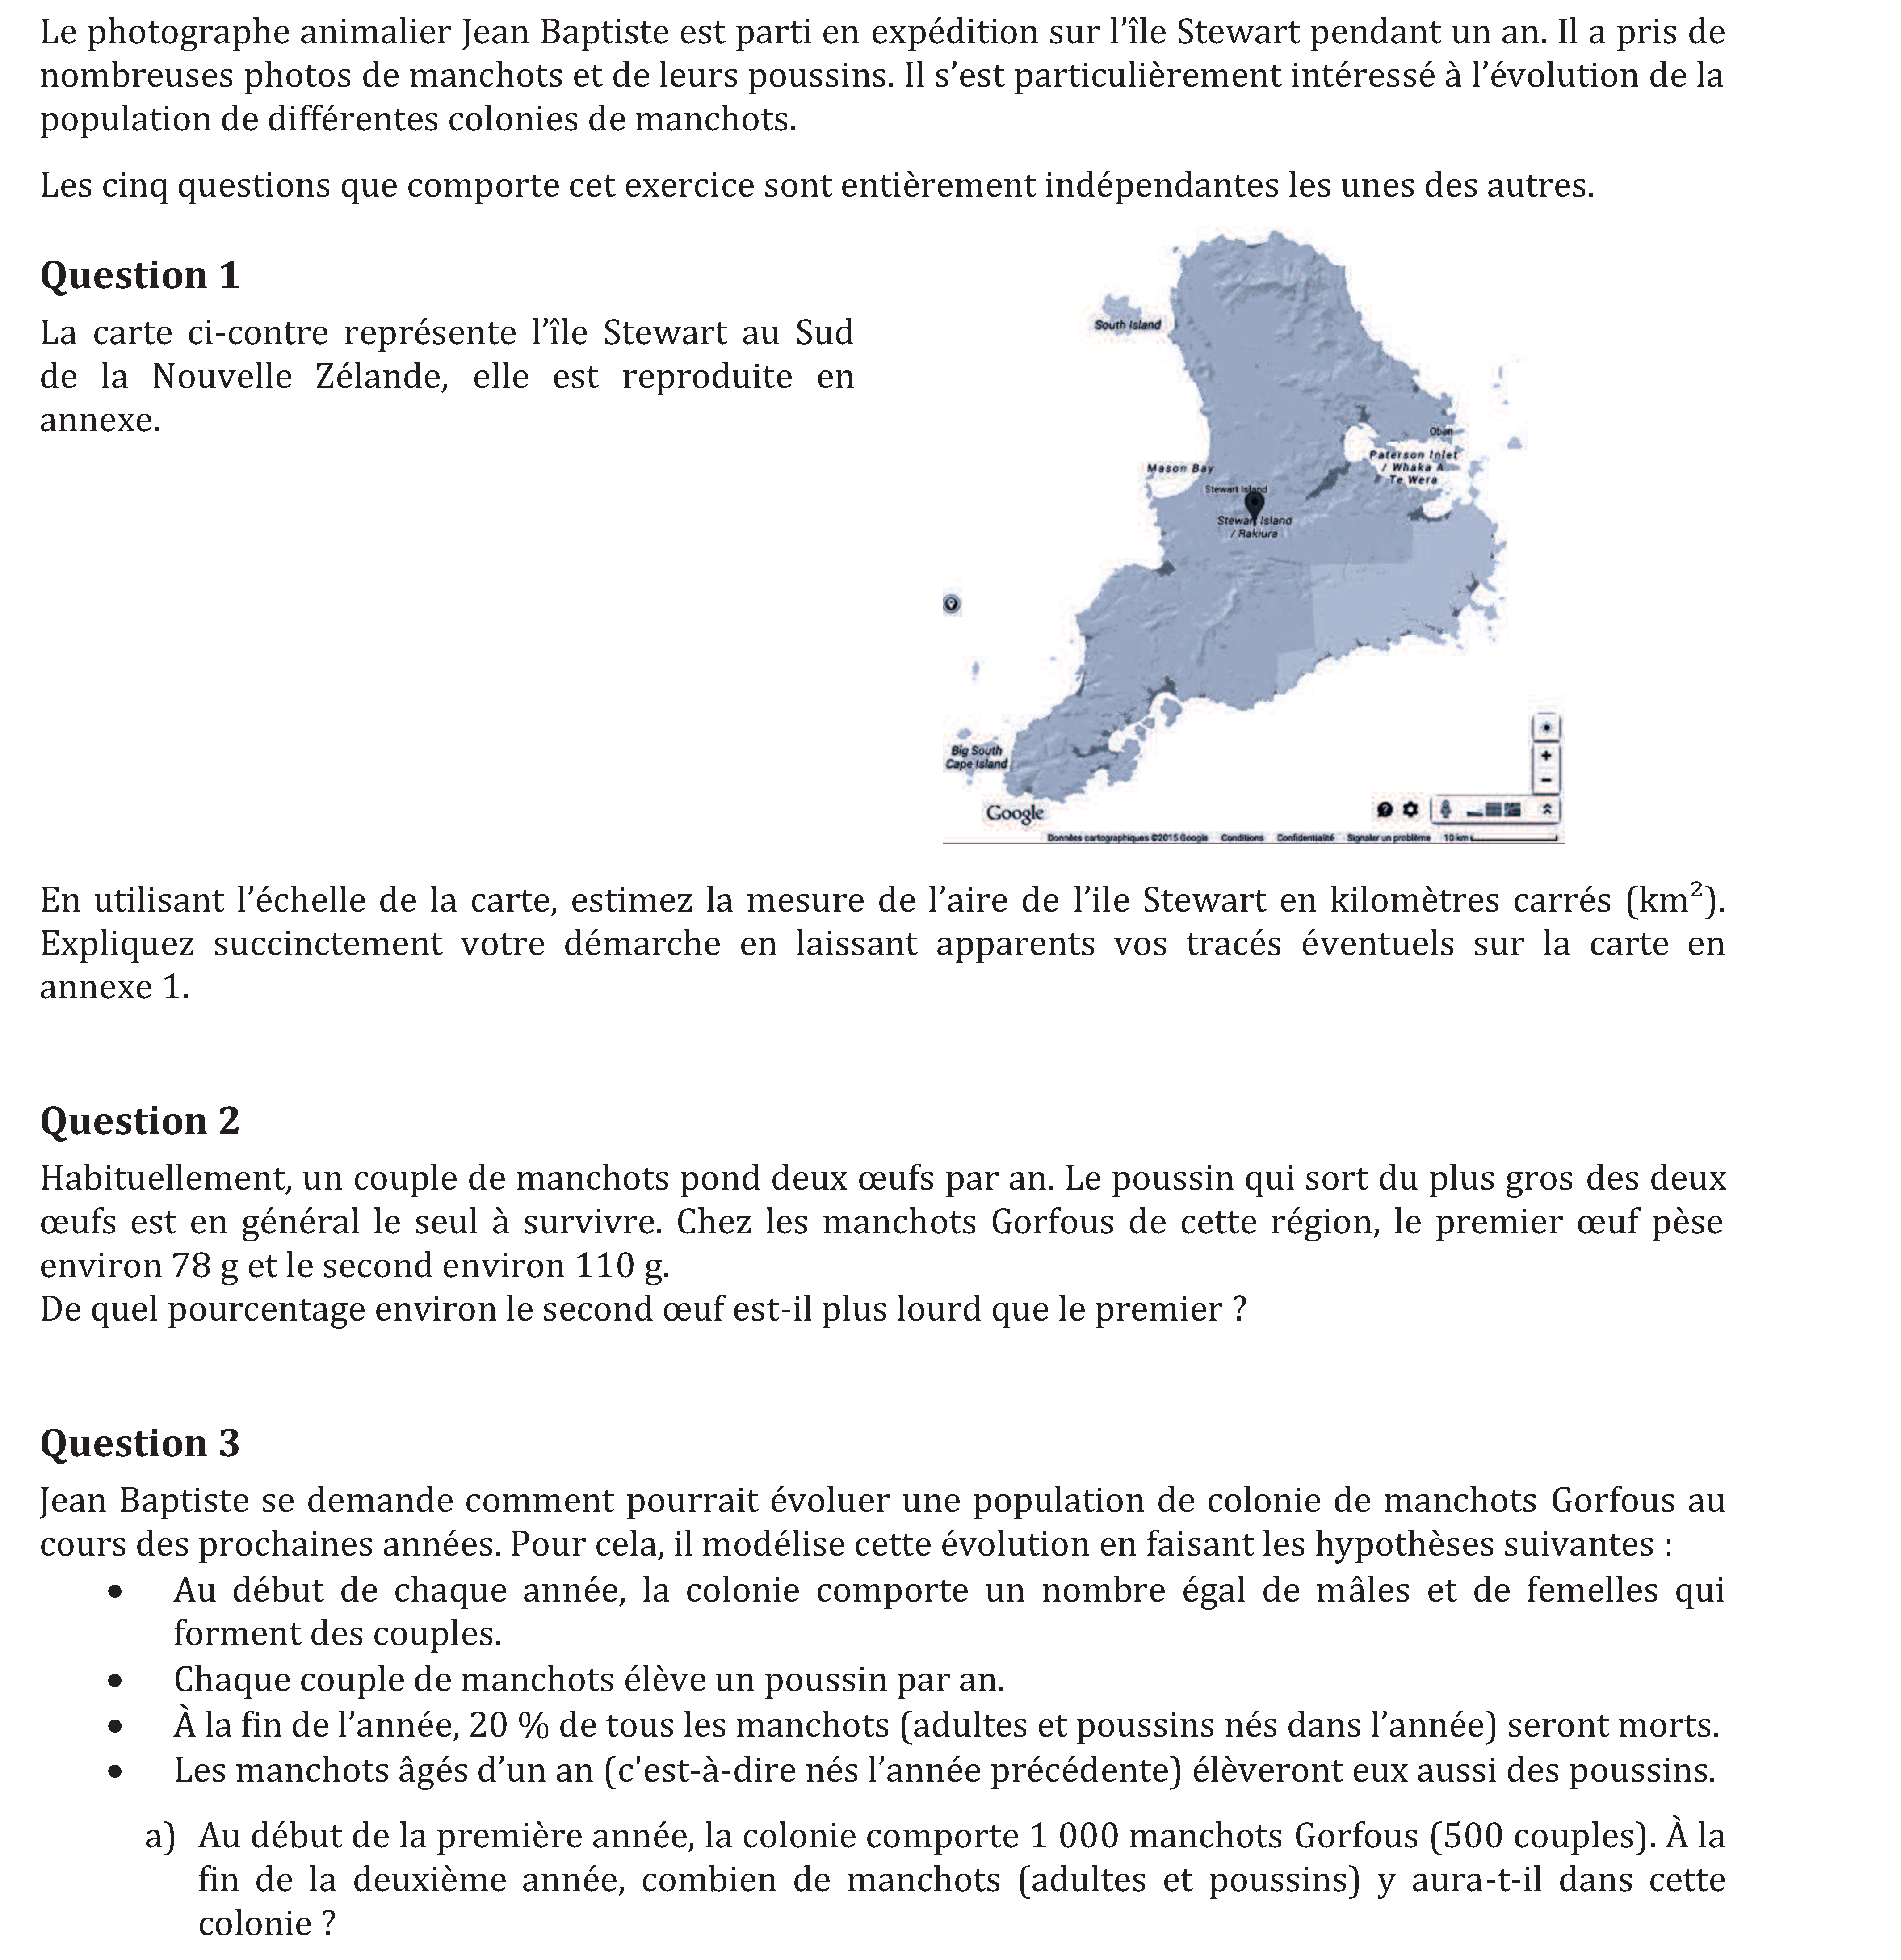 Le photographe animalier Jean Baptiste est parti en expédition sur l’île Stewart pendant un an. Il a pris de
nombreuses photos de manchots et de leurs poussins. Il s’est particulièrement intéressé à l’évolution de la
population de différentes colonies de manchots.
Les cinq questions que comporte cet exercice sont entièrement indépendantes les unes des autres.
Question 1
La carte ci-contre représente l’île Stewart au Sud
de la Nouvelle Zélande, elle est reproduite en
annexe.
South Island
Oban
Paterson Inlet
/ Whaka A
Te Wera
Mason Bay
Stewart Island
Stewart Island
/ Rakiura
Big South
Cape Island
Google
Données cartographiques ©2015 Google Conditions Confidentialité Signaler un problème 10 km
En utilisant l’échelle de la carte, estimez la mesure de l’aire de l’ile Stewart en kilomètres carrés (km²).
Expliquez succinctement votre démarche en laissant apparents vos tracés éventuels sur la carte en
annexe 1.
Question 2
Habituellement, un couple de manchots pond deux œufs par an. Le poussin qui sort du plus gros des deux
œufs est en général le seul à survivre. Chez les manchots Gorfous de cette région, le premier œuf pèse
environ 78 g et le second environ 110 g.
De quel pourcentage environ le second œuf est-il plus lourd que le premier ?
Question 3
Jean Baptiste se demande comment pourrait évoluer une population de colonie de manchots Gorfous au
cours des prochaines années. Pour cela, il modélise cette évolution en faisant les hypothèses suivantes :
• Au début de chaque année, la colonie comporte un nombre égal de mâles et de femelles qui
forment des couples.
• Chaque couple de manchots élève un poussin par an.
• À la fin de l’année, 20 % de tous les manchots (adultes et poussins nés dans l’année) seront morts.
• Les manchots âgés d’un an (c'est-à-dire nés l’année précédente) élèveront eux aussi des poussins.
a) Au début de la première année, la colonie comporte 1 000 manchots Gorfous (500 couples). À la
fin de la deuxième année, combien de manchots (adultes et poussins) y aura-t-il dans cette
colonie ?